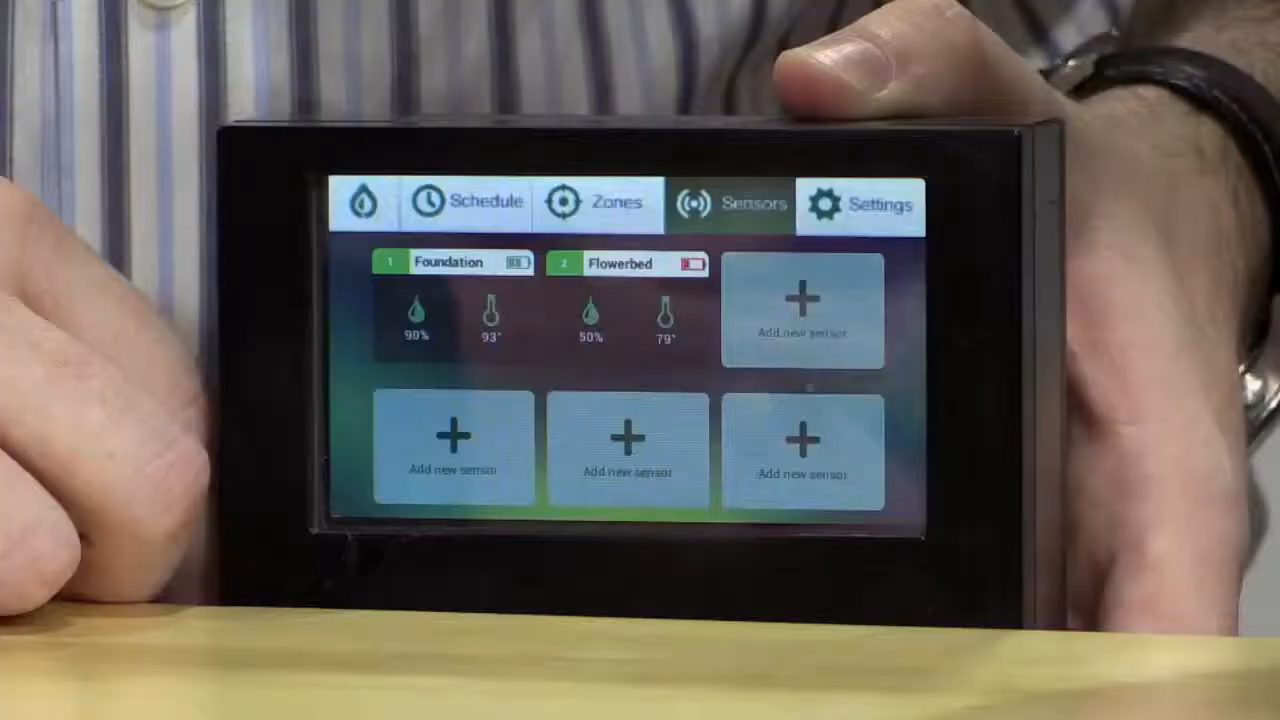 Schedule Zones Sensors Settings
1 Foundation
2 Flowerbed
90% 93°
50% 79°
Add new sensor
Add new sensor
Add new sensor
Add new sensor